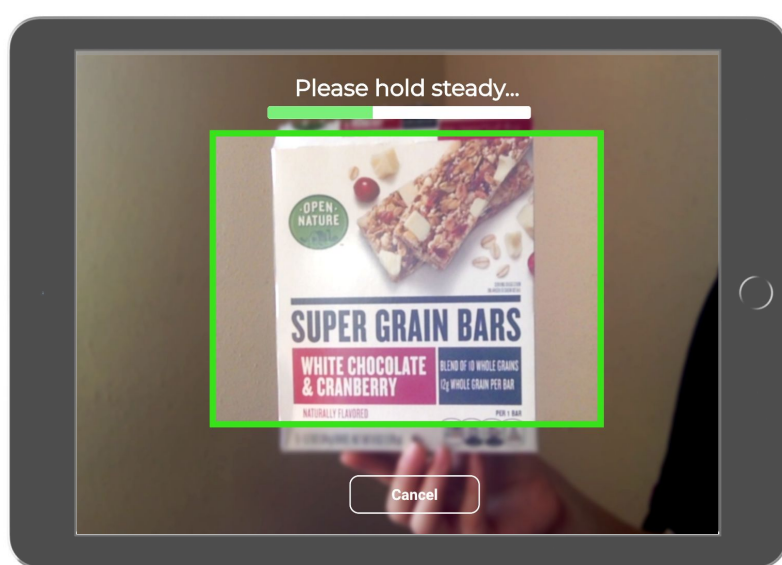 Please hold steady...
OPEN
NATURE
SUPER GRAIN BARS
WHITE CHOCOLATE
& CRANBERRY
BLEND OF 10 WHOLE GRAINS
12g WHOLE GRAIN PER BAR
NATURALLY FLAVORED
PER 1 BAR
Cancel